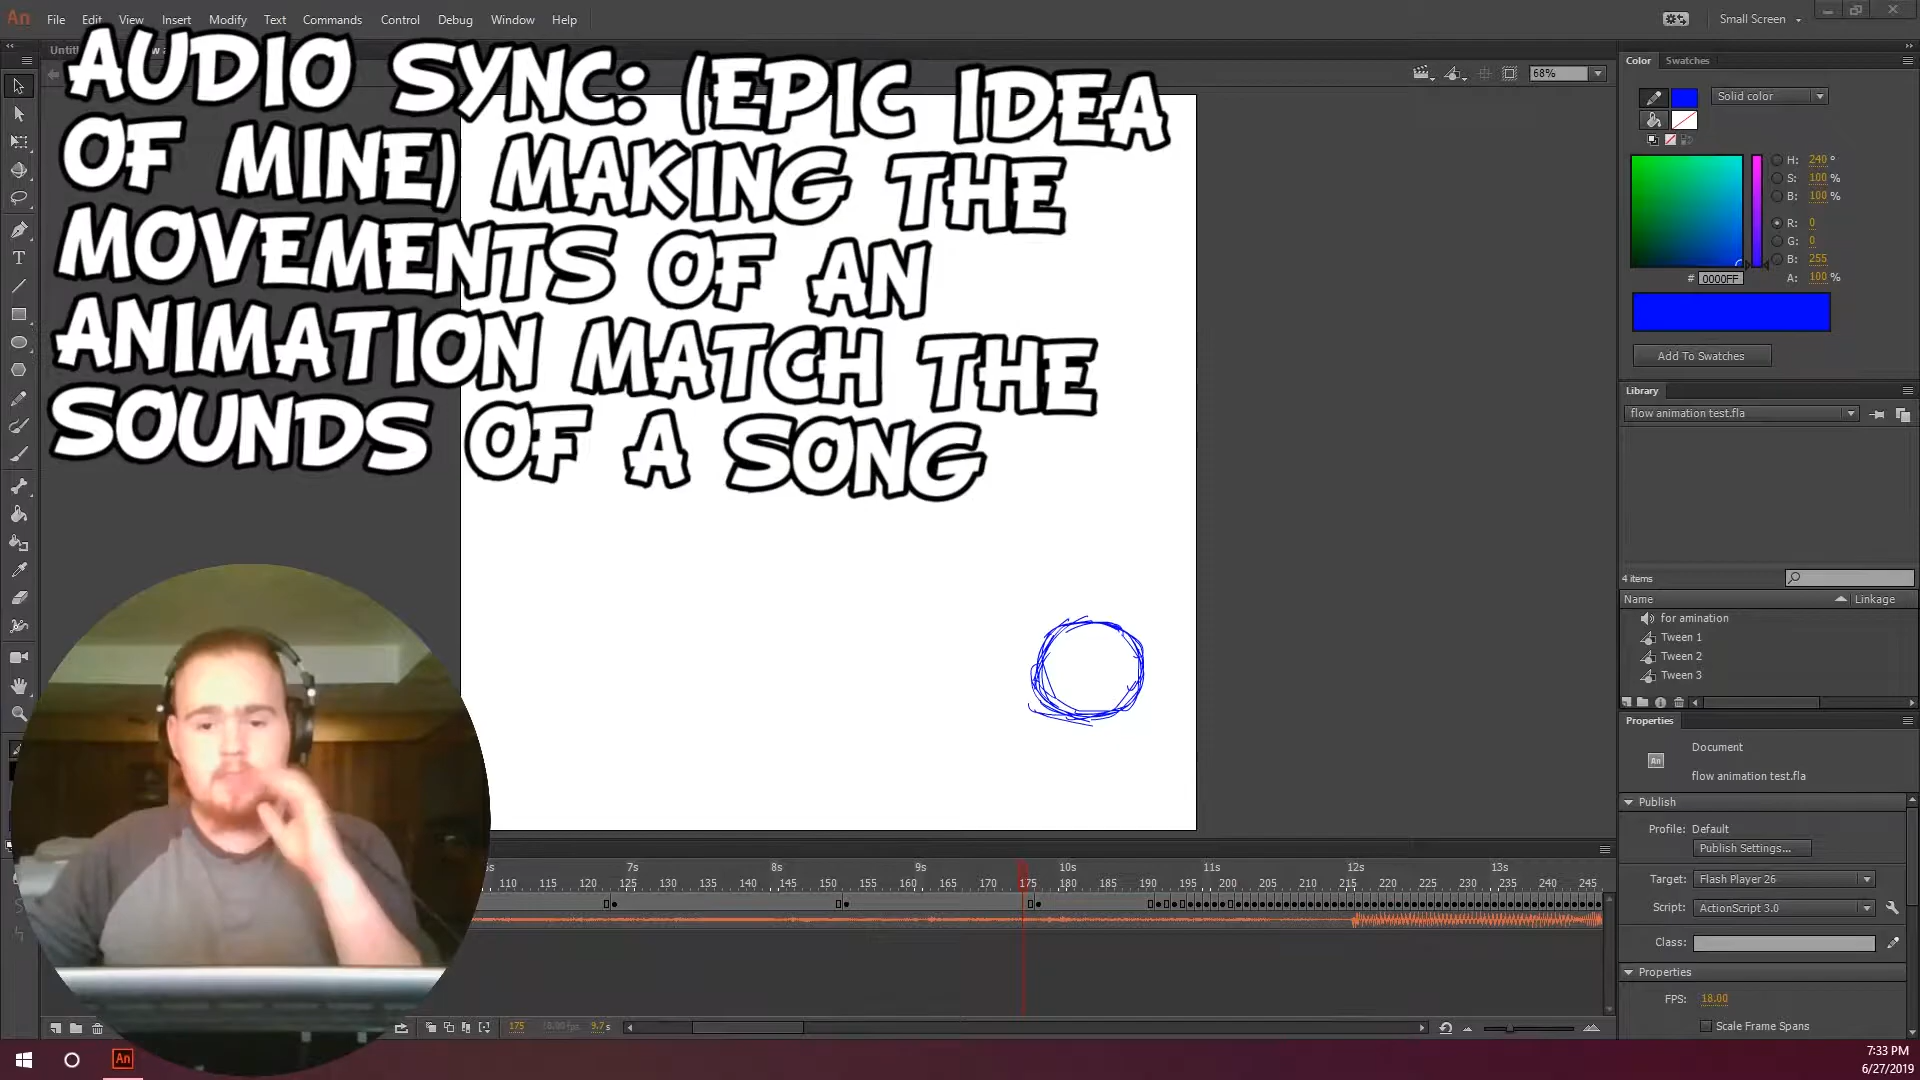 An File Edit View Insert Modify Text Commands Control Debug Window Help Small Screen
AUDIO SYNC: (EPIC IDEA
OF MINE) MAKING THE
MOVEMENTS OF AN
ANIMATION MATCH THE
SOUNDS OF A SONG
68%
Color Swatches
Solid color
H: 240 °
S: 100 %
B: 100 %
R: 0
G: 0
B: 255
# 0000FF A: 100 %
Add To Swatches
Library
flow animation test.fla
4 items
Name Linkage
for amination
Tween 1
Tween 2
Tween 3
Properties
Document
An
flow animation test.fla
Publish
Profile: Default
Publish Settings...
Target: Flash Player 26
Script: ActionScript 3.0
Class:
Properties
FPS: 18.00
Scale Frame Spans
7s 8s 9s 10s 11s 12s 13s
110 115 120 125 130 135 140 145 150 155 160 165 170 175 180 185 190 195 200 205 210 215 220 225 230 235 240 245
175 18.00 fps 9.7 s
An
7:33 PM
6/27/2019